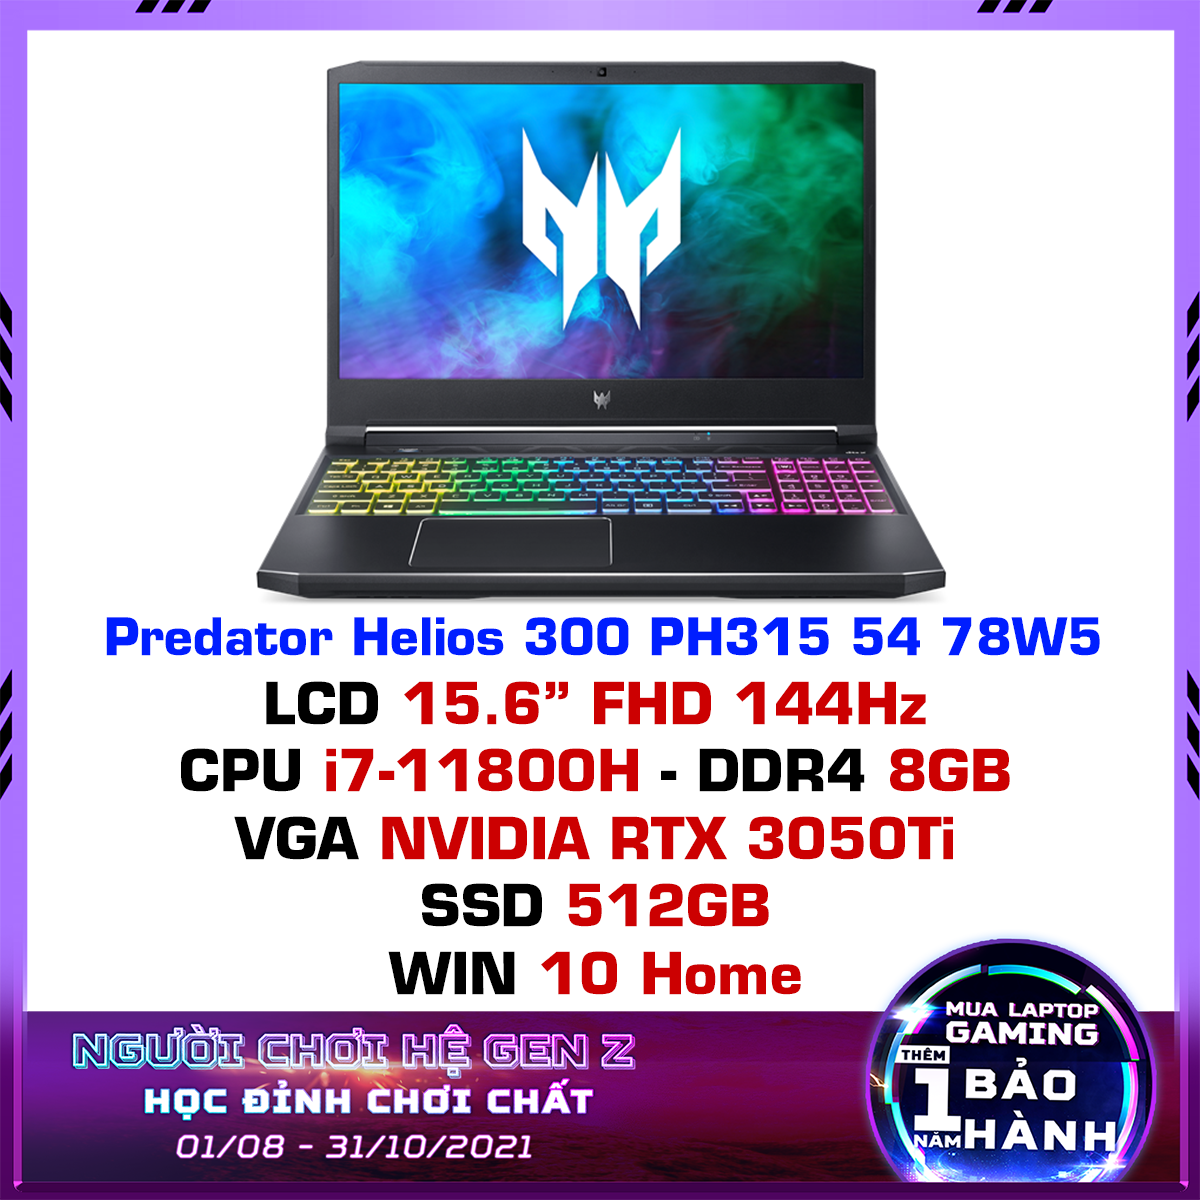 Predator Helios 300 PH315 54 78W5
LCD 15.6” FHD 144Hz
CPU i7-11800H - DDR4 8GB
VGA NVIDIA RTX 3050Ti
SSD 512GB
WIN 10 Home
NGƯỜI CHƠI HỆ GEN Z
HỌC ĐỈNH CHƠI CHẤT
01/08 - 31/10/2021
MUA LAPTOP
GAMING
THÊM
1 BẢO
NĂM HÀNH